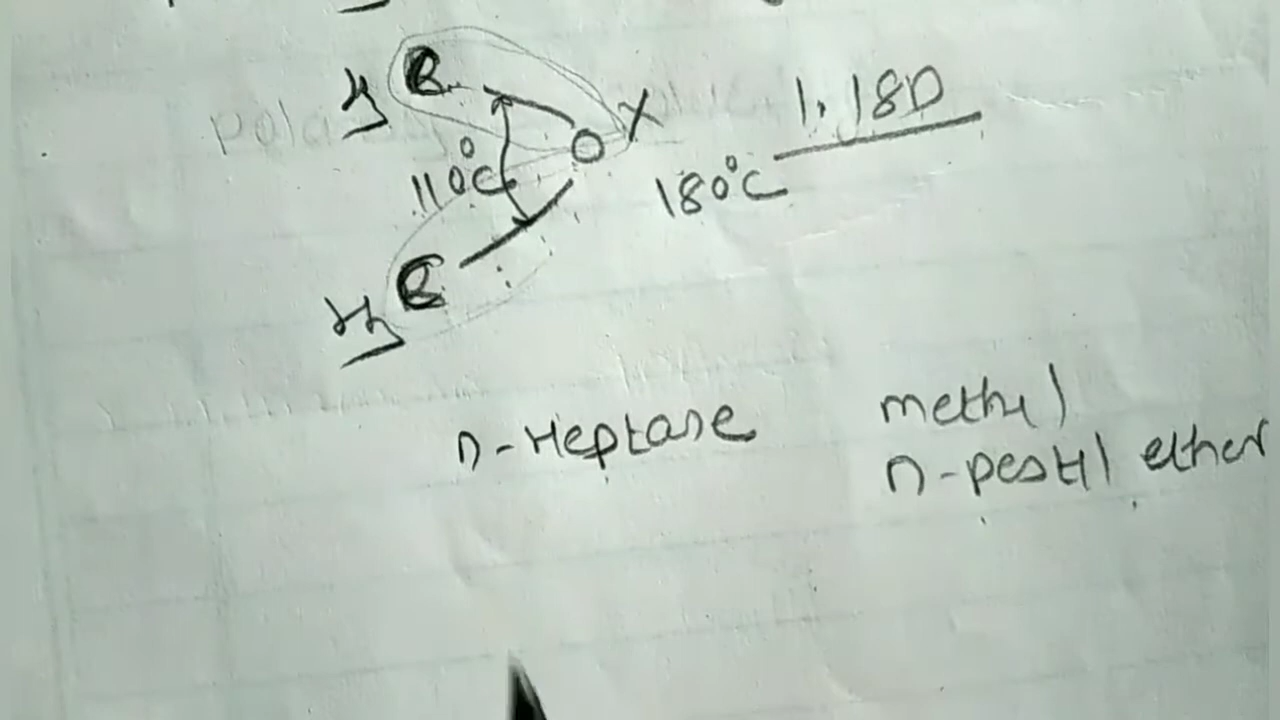 R
O
1.18D
110°C
180°C
R
n-Heptane
methyl
n-pentyl ether